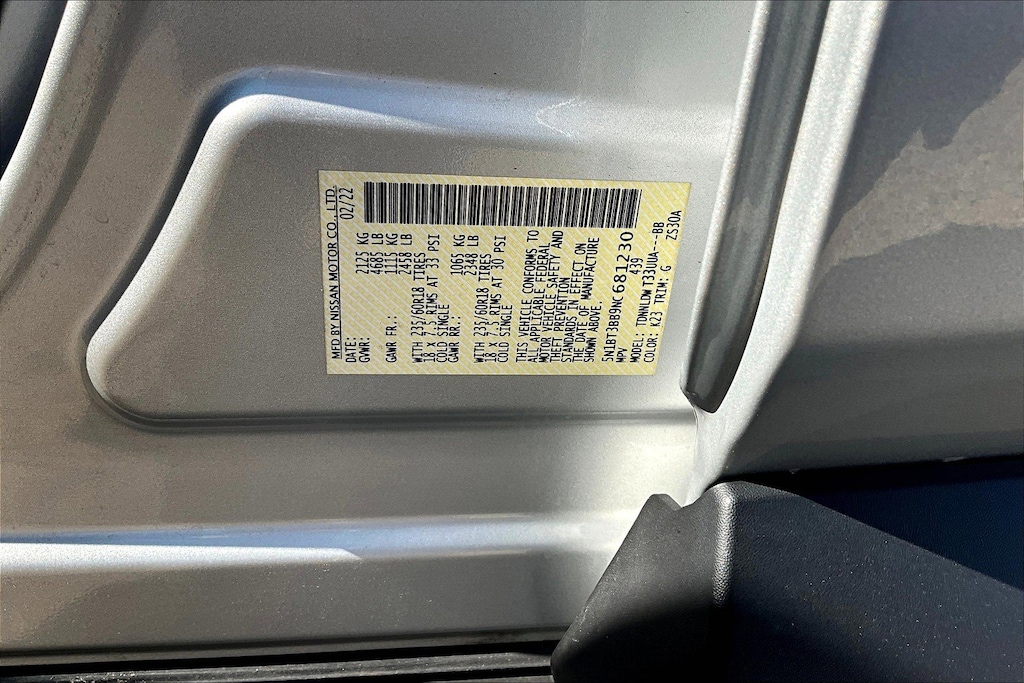 MFD BY NISSAN MOTOR CO., LTD.
DATE: 02/22
GVWR: 2125 KG
4685 LB
GAWR FR.: 1115 KG
2458 LB
WITH 235/60R18 TIRES
18 X 7.5 RIMS AT 33 PSI
COLD SINGLE
GAWR RR.: 1065 KG
2348 LB
WITH 235/60R18 TIRES
18 X 7.5 RIMS AT 30 PSI
COLD SINGLE
THIS VEHICLE CONFORMS TO
ALL APPLICABLE FEDERAL
MOTOR VEHICLE SAFETY AND
THEFT PREVENTION
STANDARDS IN EFFECT ON
THE DATE OF MANUFACTURE
SHOWN ABOVE.
5N1BT3BB9NC681230
MPV 439
MODEL: TDNNLDWT33UUA---BB
COLOR: K23 TRIM: G ZS30A